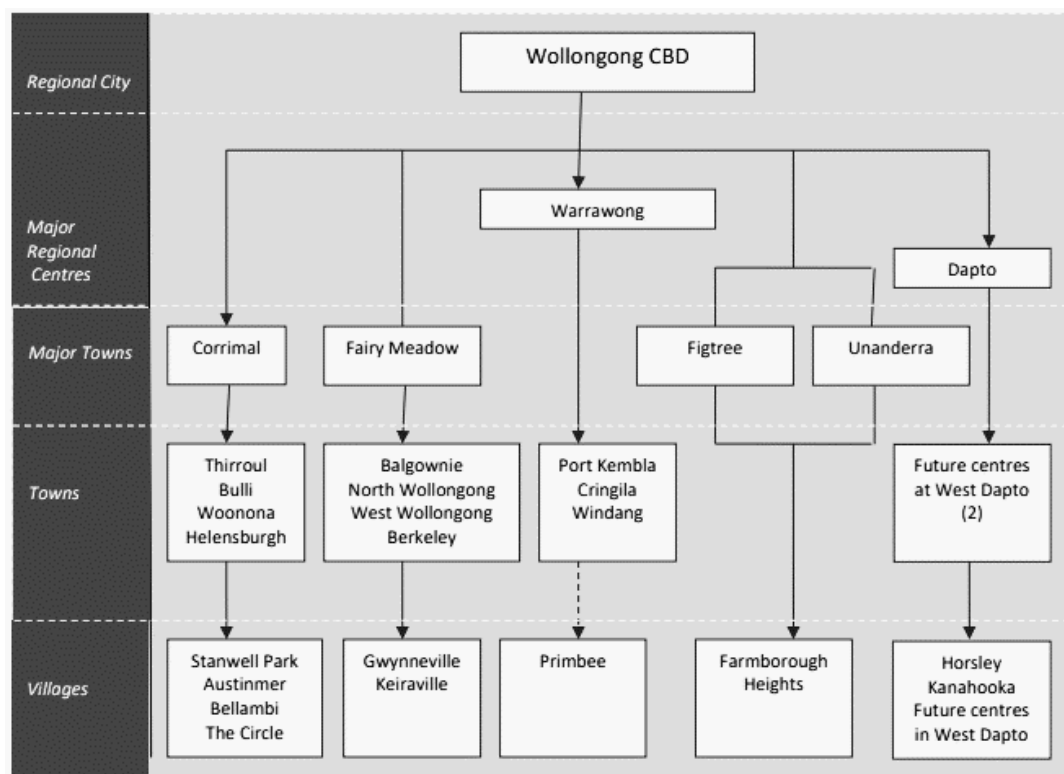 Regional City
Wollongong CBD
Major
Regional
Centres
Warrawong
Dapto
Major Towns
Corrimal
Fairy Meadow
Figtree
Unanderra
Towns
Thirroul
Bulli
Woonona
Helensburgh
Balgownie
North Wollongong
West Wollongong
Berkeley
Port Kembla
Cringila
Windang
Future centres
at West Dapto
(2)
Villages
Stanwell Park
Austinmer
Bellambi
The Circle
Gwynneville
Keiraville
Primbee
Farmborough
Heights
Horsley
Kanahooka
Future centres
in West Dapto